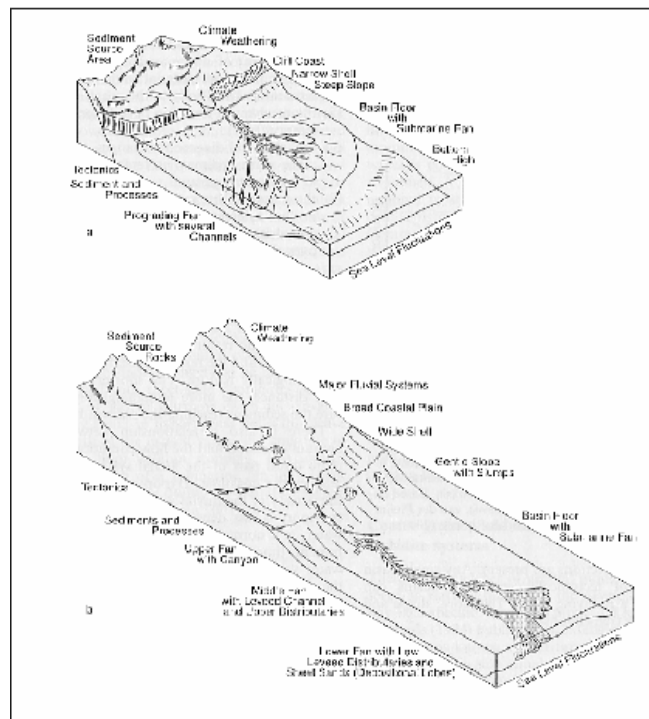 Sediment
Source
Area
Climate
Weathering
Cliff Coast
Narrow Shelf
Steep Slope
Basin Floor
with
Submarine Fan
Bottom
High
Tectonics
Sediment and
Processes
Prograding Fan
with several
Channels
Sea Level Fluctuations
a
Sediment
Source
Rocks
Climate
Weathering
Major Fluvial Systems
Broad Coastal Plain
Wide Shelf
Gentle Slope
with Slumps
Basin Floor
with
Submarine Fan
Tectonics
Sediments and
Processes
Upper Fan
with Canyon
Middle Fan
with Leveed Channel
and Upper Distributaries
b
Lower Fan with Low
Leveed Distributaries and
Sheet Sands (Depositional Lobes)
Sea Level Fluctuations